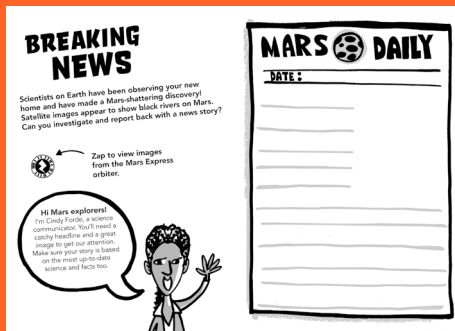 BREAKING
NEWS
Scientists on Earth have been observing your new
home and have made a Mars-shattering discovery!
Satellite images appear to show black rivers on Mars.
Can you investigate and report back with a news story?
Zap to view images
from the Mars Express
orbiter.
Hi Mars explorers!
I'm Cindy Forde, a science
communicator. You'll need a
catchy headline and a great
image to get our attention.
Make sure your story is based
on the most up-to-date
science and facts too.
MARS DAILY
DATE: